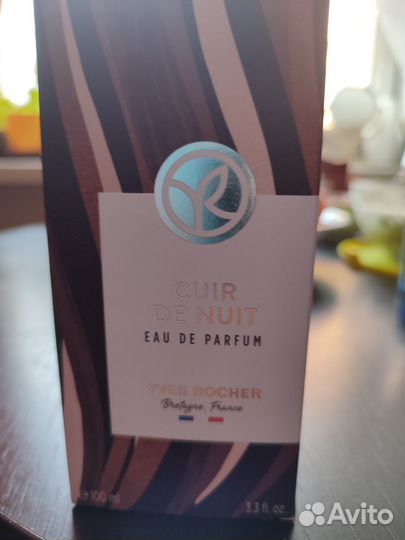 CUIR
DE NUIT
EAU DE PARFUM
YVES ROCHER
Bretagne, France
e 100 ml 3.3 fl. oz.
Avito